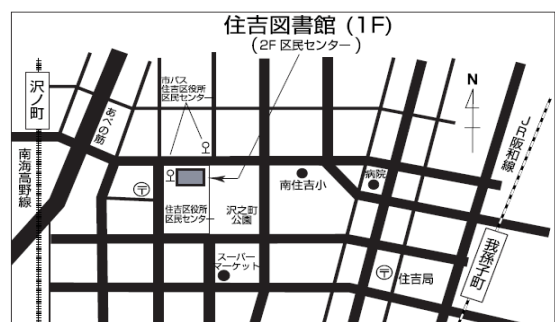 住吉図書館 (1F)
(2F 区民センター)
市バス
住吉区役所
区民センター
沢ノ町
あべの筋
N
JR阪和線
南海高野線
〒
住吉区役所
区民センター
沢之町
公園
南住吉小
病院
スーパー
マーケット
〒
住吉局
我孫子町